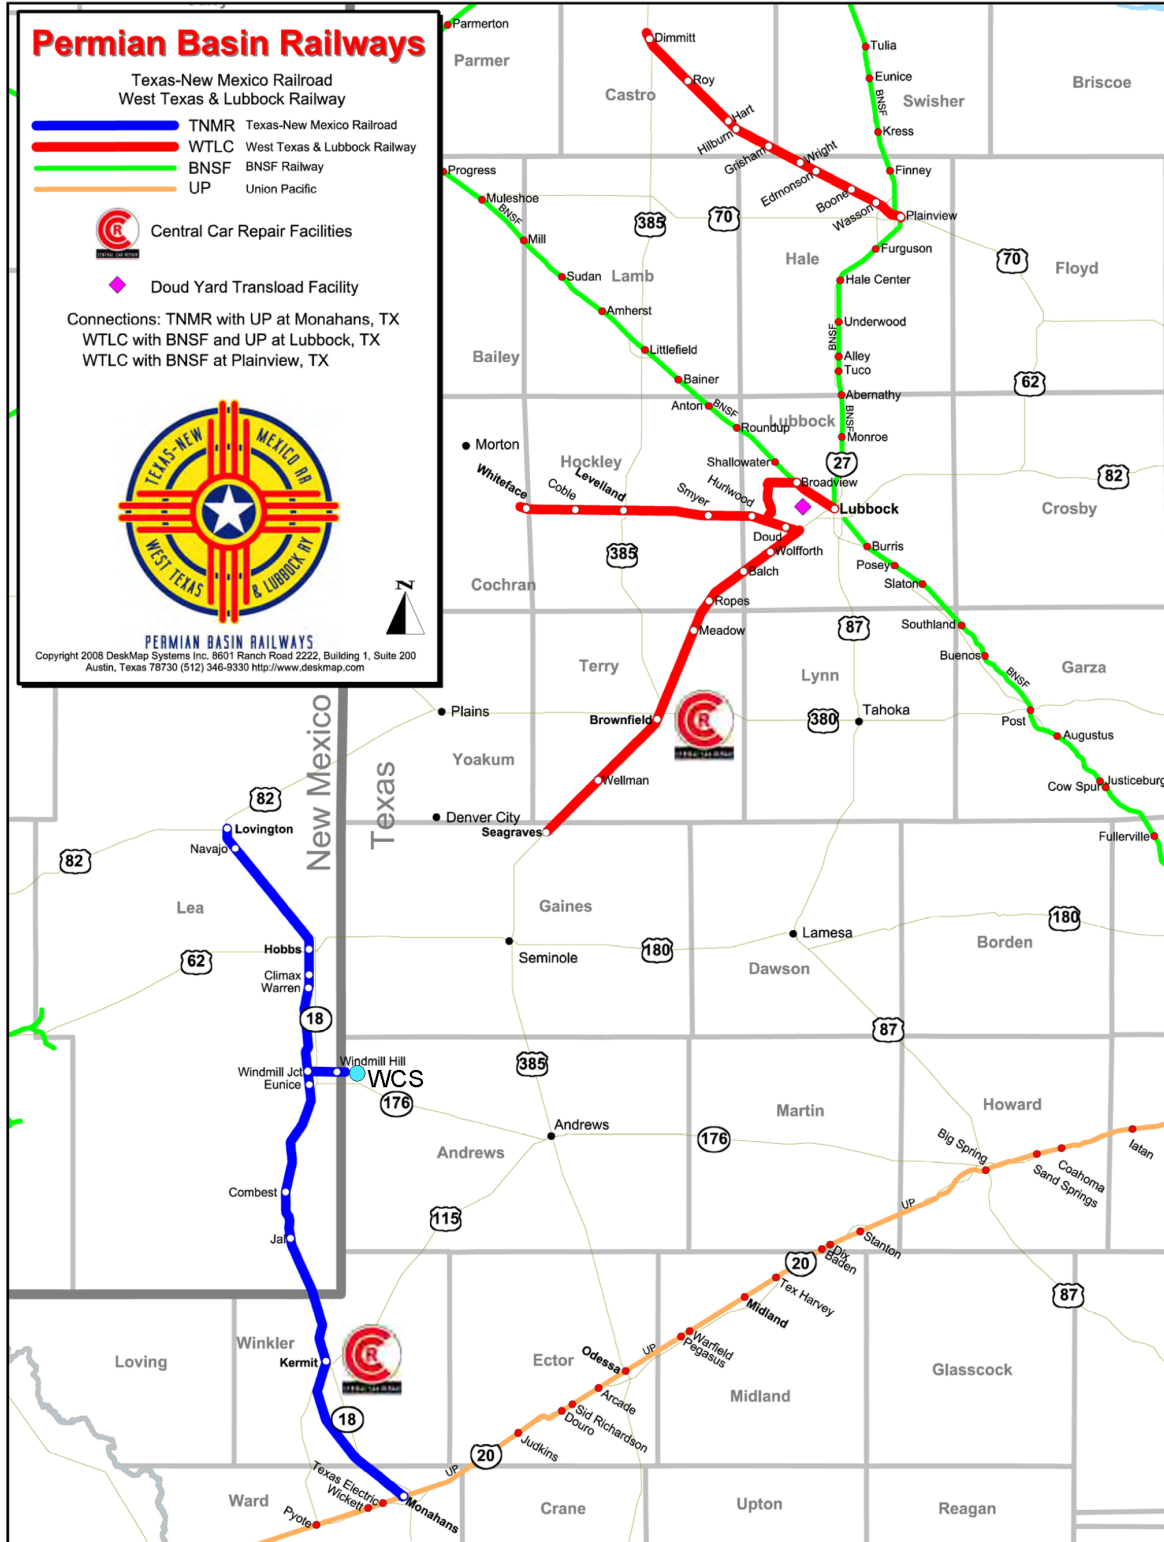 Permian Basin Railways
Texas-New Mexico Railroad
West Texas & Lubbock Railway
TNMR Texas-New Mexico Railroad
WTLC West Texas & Lubbock Railway
BNSF BNSF Railway
UP Union Pacific
CENTRAL CAR REPAIR
Central Car Repair Facilities
Doud Yard Transload Facility
Connections: TNMR with UP at Monahans, TX
WTLC with BNSF and UP at Lubbock, TX
WTLC with BNSF at Plainview, TX
TEXAS-NEW MEXICO RR
WEST TEXAS & LUBBOCK RY
N
PERMIAN BASIN RAILWAYS
Copyright 2008 DeskMap Systems Inc. 8601 Ranch Road 2222, Building 1, Suite 200
Austin, Texas 78730 (512) 346-9330 http://www.deskmap.com
Parmerton
Parmer
Dimmitt
Castro
Roy
Hart
Hilburn
Grisham
Wright
Edmonson
Boone
Wasson
Plainview
Tulia
Eunice
BNSF
Swisher
Briscoe
Kress
Finney
Progress
Muleshoe
BNSF
Mill
385
70
Sudan
Lamb
Hale
Furguson
70
Floyd
Hale Center
Amherst
Underwood
BNSF
Bailey
Littlefield
Alley
Tuco
Bainer
62
Abernathy
Anton
BNSF
Roundup
Lubbock
BNSF
Monroe
Morton
Hockley
Shallowater
27
82
Whiteface
Coble
Levelland
Smyer
Hurlwood
Broadview
Lubbock
Crosby
Doud
Wolfforth
385
Burris
Posey
Slaton
Cochran
Balch
Ropes
Meadow
87
Southland
Buenos
BNSF
Garza
Terry
Lynn
Plains
Brownfield
380
Tahoka
Post
Augustus
Yoakum
Wellman
Justiceburg
Cow Spur
New Mexico
Texas
82
Denver City
Seagraves
Fullerville
Lovington
Navajo
82
Lea
Gaines
Hobbs
62
Climax
Warren
18
Seminole
180
Lamesa
180
Borden
Dawson
87
385
Windmill Jct
Windmill Hill
WCS
Eunice
176
Andrews
Andrews
176
Martin
Howard
Big Spring
Iatan
Coahoma
Sand Springs
Combest
115
UP
Jal
Stanton
Dix
Baden
20
Tex Harvey
Midland
87
Winkler
Loving
Kermit
Ector
Odessa
UP
Warfield
Pegasus
Glasscock
Arcade
Midland
Sid Richardson
Douro
18
Judkins
20
UP
Texas Electric
Wickett
Monahans
Pyote
Ward
Crane
Upton
Reagan